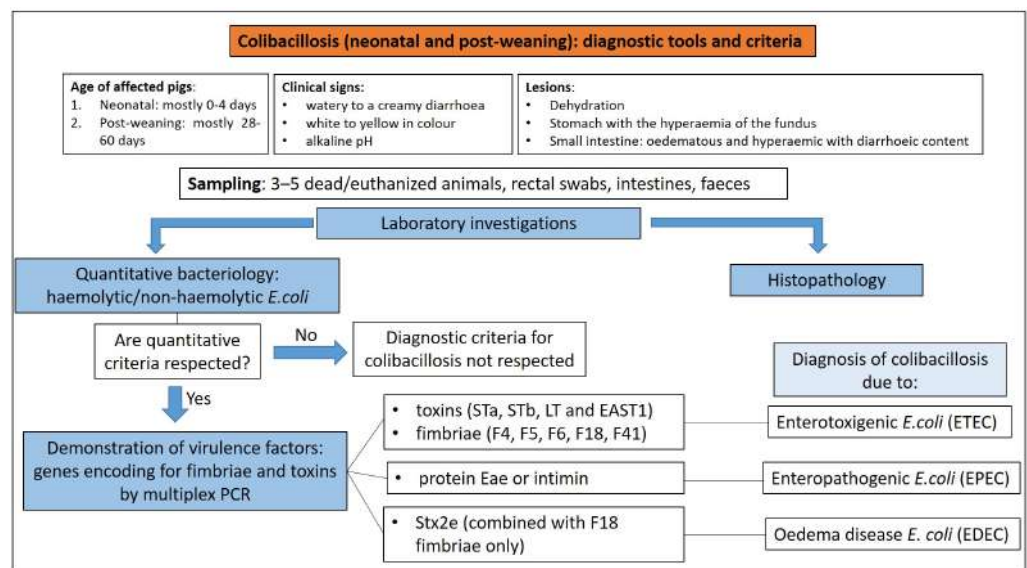 Colibacillosis (neonatal and post-weaning): diagnostic tools and criteria
Age of affected pigs:
1. Neonatal: mostly 0-4 days
2. Post-weaning: mostly 28-
60 days
Clinical signs:
• watery to a creamy diarrhoea
• white to yellow in colour
• alkaline pH
Lesions:
• Dehydration
• Stomach with the hyperaemia of the fundus
• Small intestine: oedematous and hyperaemic with diarrhoeic content
Sampling: 3–5 dead/euthanized animals, rectal swabs, intestines, faeces
Laboratory investigations
Quantitative bacteriology:
haemolytic/non-haemolytic E.coli
Histopathology
Are quantitative
criteria respected?
No
Diagnostic criteria for
colibacillosis not respected
Yes
Diagnosis of colibacillosis
due to:
Demonstration of virulence factors:
genes encoding for fimbriae and toxins
by multiplex PCR
• toxins (STa, STb, LT and EAST1)
• fimbriae (F4, F5, F6, F18, F41)
Enterotoxigenic E.coli (ETEC)
• protein Eae or intimin
Enteropathogenic E.coli (EPEC)
• Stx2e (combined with F18
fimbriae only)
Oedema disease E. coli (EDEC)